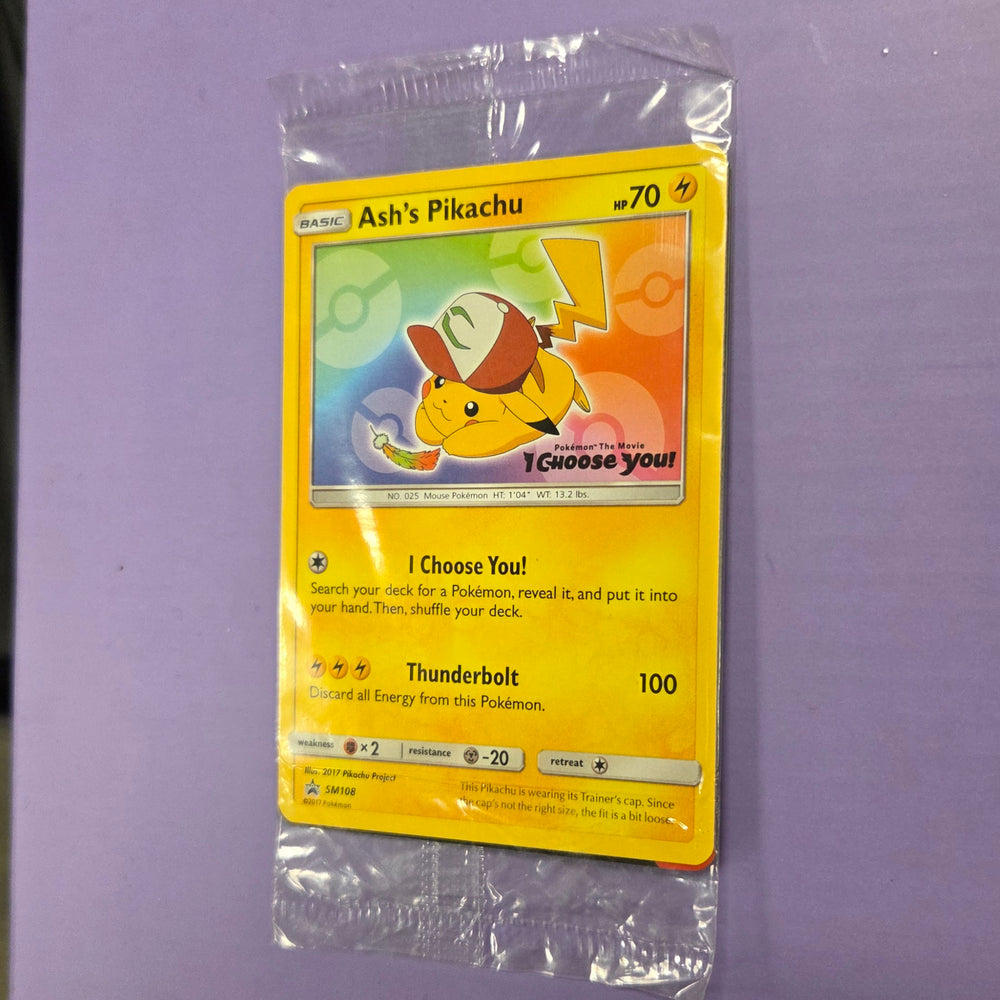 BASIC Ash's Pikachu HP 70
Pokémon™ The Movie
I CHOOSE YOU!
NO. 025 Mouse Pokémon HT: 1'04" WT: 13.2 lbs.
I Choose You!
Search your deck for a Pokémon, reveal it, and put it into
your hand. Then, shuffle your deck.
Thunderbolt 100
Discard all Energy from this Pokémon.
weakness ×2 resistance -20 retreat
Illus. 2017 Pikachu Project
SM108
©2017 Pokémon
This Pikachu is wearing its Trainer's cap. Since
the cap's not the right size, the fit is a bit loose.